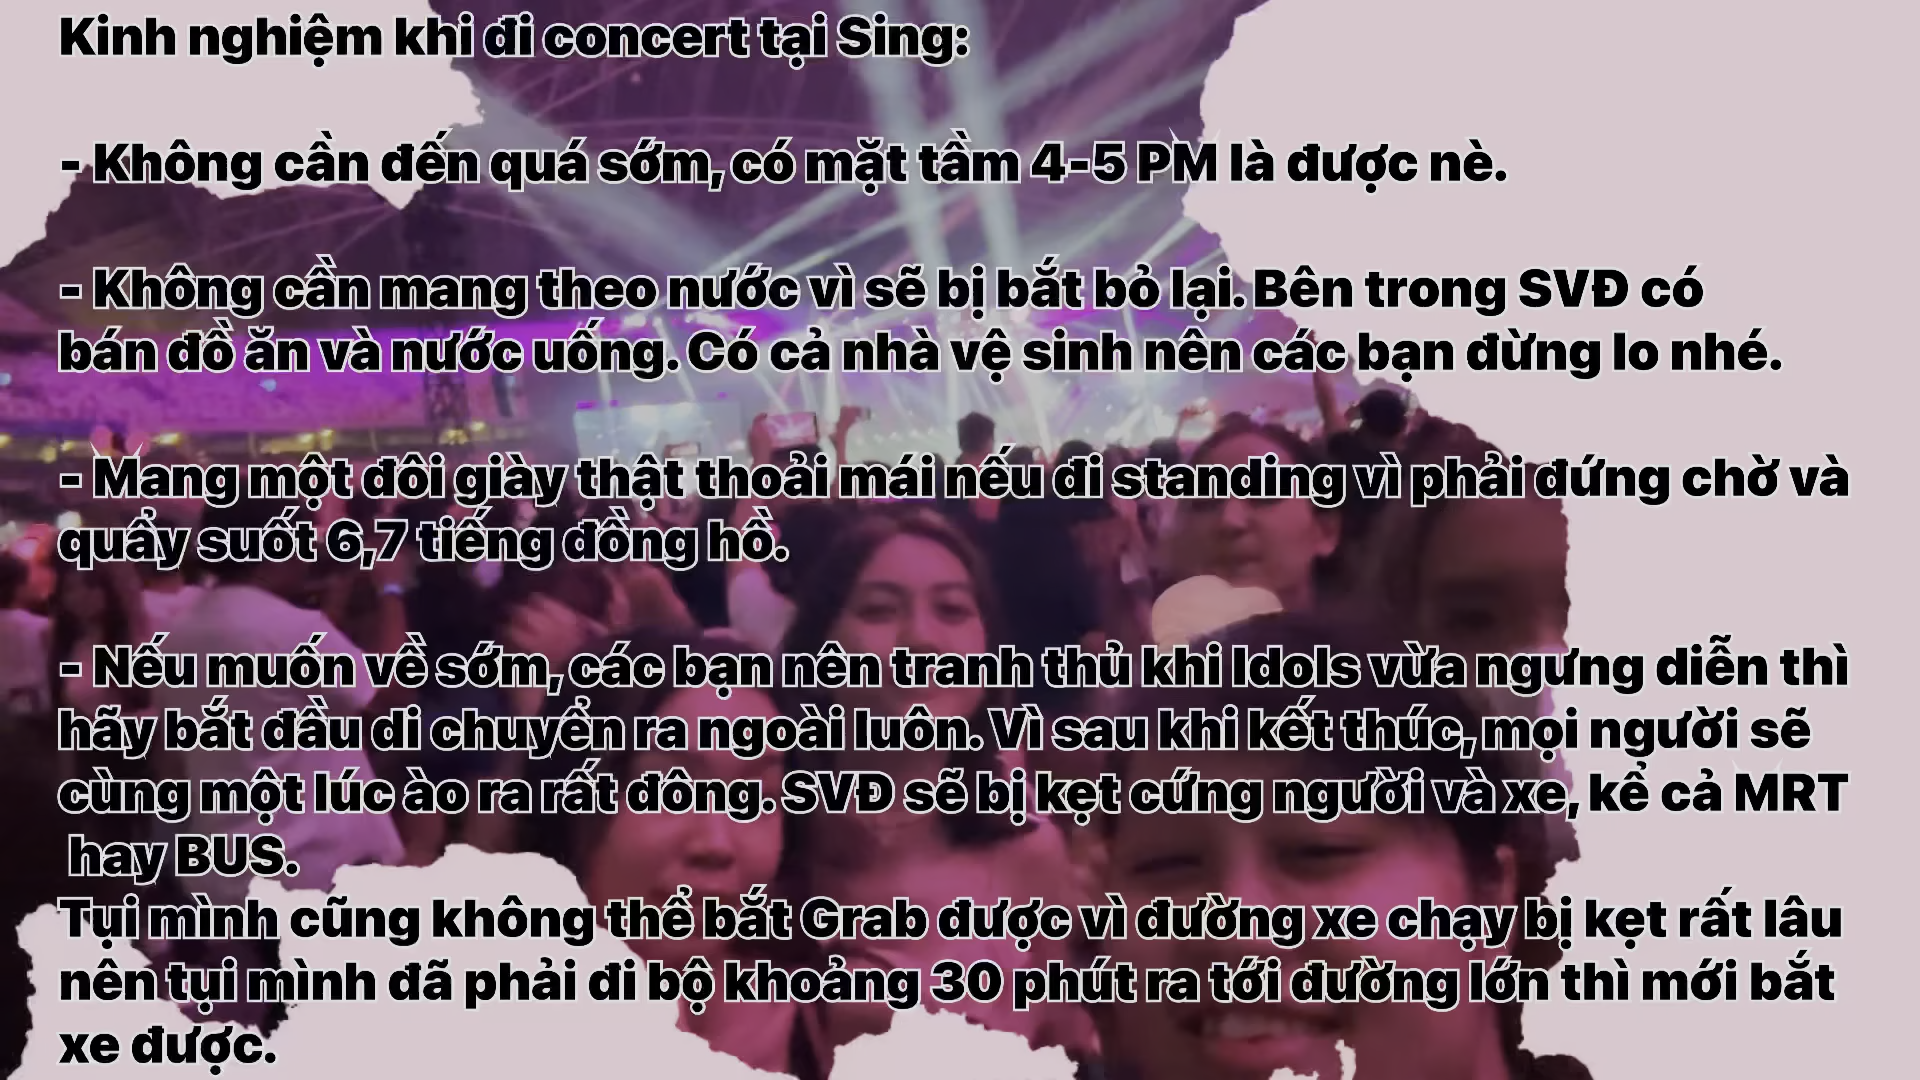 Kinh nghiệm khi đi concert tại Sing:
- Không cần đến quá sớm, có mặt tầm 4-5 PM là được nè.
- Không cần mang theo nước vì sẽ bị bắt bỏ lại. Bên trong SVĐ có
bán đồ ăn và nước uống. Có cả nhà vệ sinh nên các bạn đừng lo nhé.
- Mang một đôi giày thật thoải mái nếu đi standing vì phải đứng chờ và
quẩy suốt 6,7 tiếng đồng hồ.
- Nếu muốn về sớm, các bạn nên tranh thủ khi Idols vừa ngưng diễn thì
hãy bắt đầu di chuyển ra ngoài luôn. Vì sau khi kết thúc, mọi người sẽ
cùng một lúc ào ra rất đông. SVĐ sẽ bị kẹt cứng người và xe, kể cả MRT
hay BUS.
Tụi mình cũng không thể bắt Grab được vì đường xe chạy bị kẹt rất lâu
nên tụi mình đã phải đi bộ khoảng 30 phút ra tới đường lớn thì mới bắt
xe được.